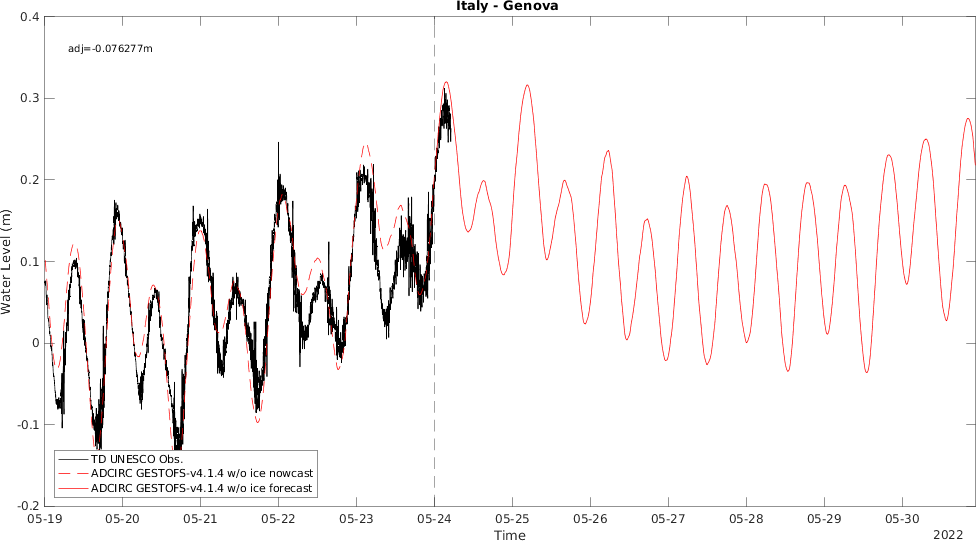 Italy - Genova
adj=-0.076277m
0.4
0.3
0.2
0.1
0
-0.1
-0.2
Water Level (m)
TD UNESCO Obs.
ADCIRC GESTOFS-v4.1.4 w/o ice nowcast
ADCIRC GESTOFS-v4.1.4 w/o ice forecast
05-19 05-20 05-21 05-22 05-23 05-24 05-25 05-26 05-27 05-28 05-29 05-30
Time
2022